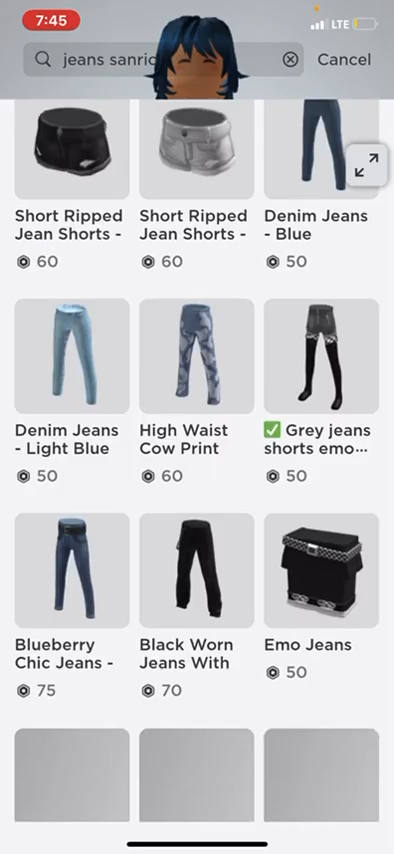 7:45
LTE
jeans sanrio
Cancel
Short Ripped
Jean Shorts -
60
Short Ripped
Jean Shorts -
60
Denim Jeans
- Blue
50
Denim Jeans
- Light Blue
50
High Waist
Cow Print
60
✅ Grey jeans
shorts emo...
50
Blueberry
Chic Jeans -
75
Black Worn
Jeans With
70
Emo Jeans
50